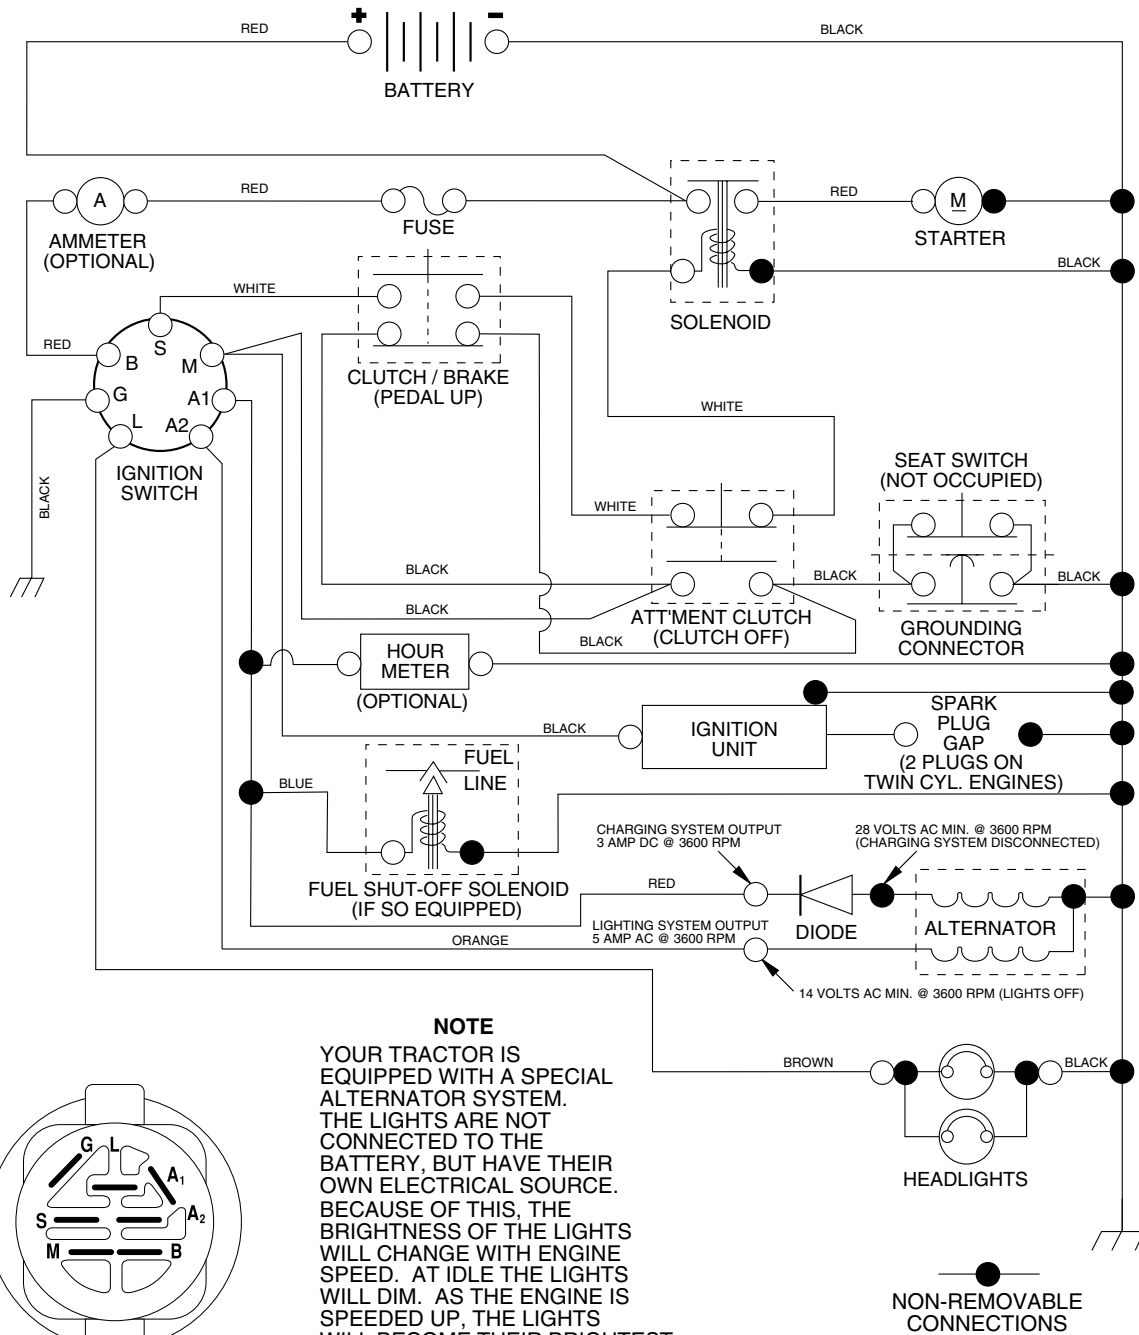 + −
RED
BLACK
BATTERY
A
RED
FUSE
RED
M
STARTER
AMMETER
(OPTIONAL)
BLACK
SOLENOID
WHITE
RED
S
B
M
G
A1
L
A2
IGNITION
SWITCH
BLACK
CLUTCH / BRAKE
(PEDAL UP)
WHITE
SEAT SWITCH
(NOT OCCUPIED)
WHITE
BLACK
BLACK
BLACK
BLACK
ATT'MENT CLUTCH
(CLUTCH OFF)
BLACK
GROUNDING
CONNECTOR
HOUR
METER
(OPTIONAL)
BLACK
IGNITION
UNIT
SPARK
PLUG
GAP
(2 PLUGS ON
TWIN CYL. ENGINES)
FUEL
LINE
BLUE
FUEL SHUT-OFF SOLENOID
(IF SO EQUIPPED)
CHARGING SYSTEM OUTPUT
3 AMP DC @ 3600 RPM
28 VOLTS AC MIN. @ 3600 RPM
(CHARGING SYSTEM DISCONNECTED)
RED
DIODE
ALTERNATOR
LIGHTING SYSTEM OUTPUT
5 AMP AC @ 3600 RPM
ORANGE
14 VOLTS AC MIN. @ 3600 RPM (LIGHTS OFF)
BROWN
BLACK
HEADLIGHTS
NOTE
YOUR TRACTOR IS
EQUIPPED WITH A SPECIAL
ALTERNATOR SYSTEM.
THE LIGHTS ARE NOT
CONNECTED TO THE
BATTERY, BUT HAVE THEIR
OWN ELECTRICAL SOURCE.
BECAUSE OF THIS, THE
BRIGHTNESS OF THE LIGHTS
WILL CHANGE WITH ENGINE
SPEED. AT IDLE THE LIGHTS
WILL DIM. AS THE ENGINE IS
SPEEDED UP, THE LIGHTS
WILL BECOME THEIR BRIGHTEST
G L
A1
S
A2
M
B
NON-REMOVABLE
CONNECTIONS